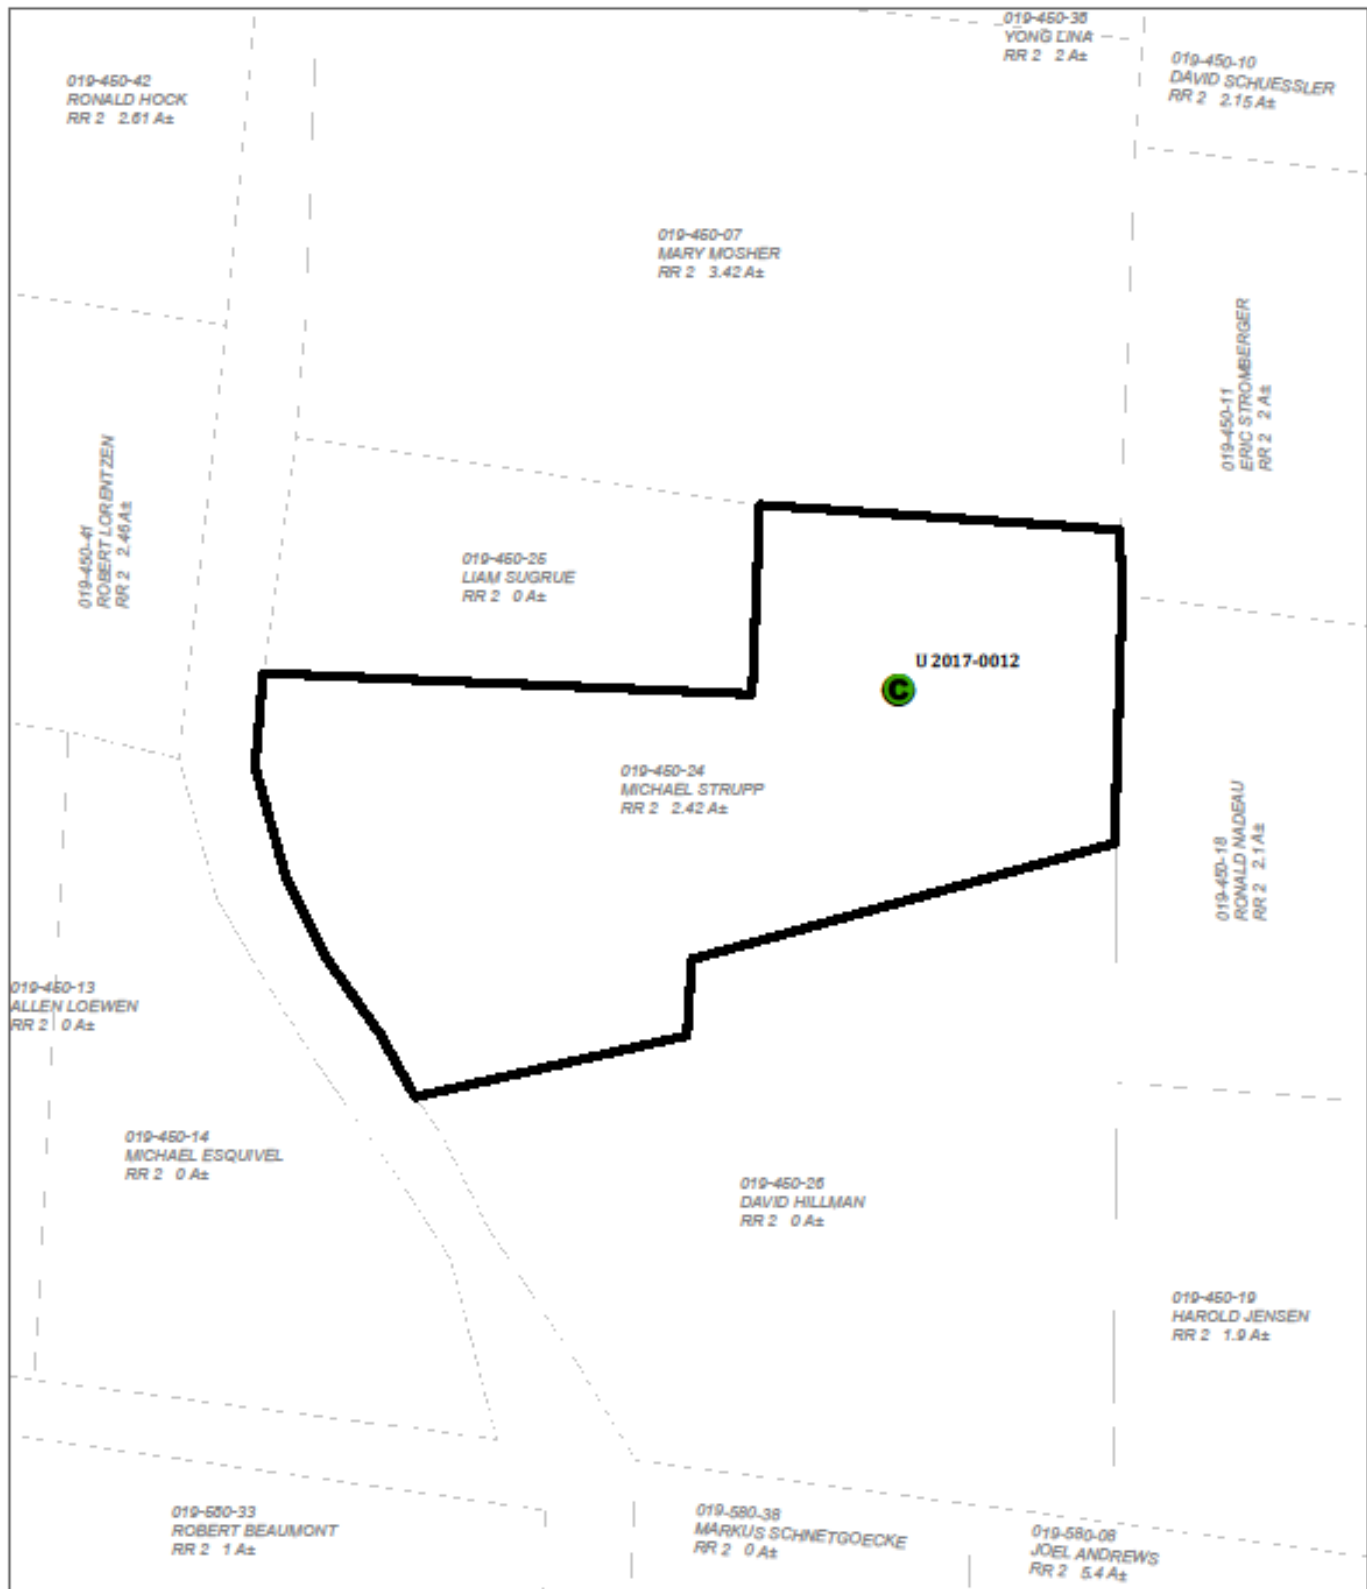 019-450-36
YONG LINA
RR 2 2 A±
019-450-10
DAVID SCHUESSLER
RR 2 2.15 A±
019-450-42
RONALD HOCK
RR 2 2.61 A±
019-450-07
MARY MOSHER
RR 2 3.42 A±
019-450-11
ERIC STROMBERGER
RR 2 2 A±
019-450-41
ROBERT LORENTZEN
RR 2 2.46 A±
019-450-25
LIAM SUGRUE
RR 2 0 A±
U 2017-0012
C
019-450-24
MICHAEL STRUPP
RR 2 2.42 A±
019-450-18
RONALD NADEAU
RR 2 2.1 A±
019-450-13
ALLEN LOEWEN
RR 2 0 A±
019-450-14
MICHAEL ESQUIVEL
RR 2 0 A±
019-450-26
DAVID HILLMAN
RR 2 0 A±
019-450-19
HAROLD JENSEN
RR 2 1.9 A±
019-580-33
ROBERT BEAUMONT
RR 2 1 A±
019-580-38
MARKUS SCHNETGOECKE
RR 2 0 A±
019-580-08
JOEL ANDREWS
RR 2 5.4 A±